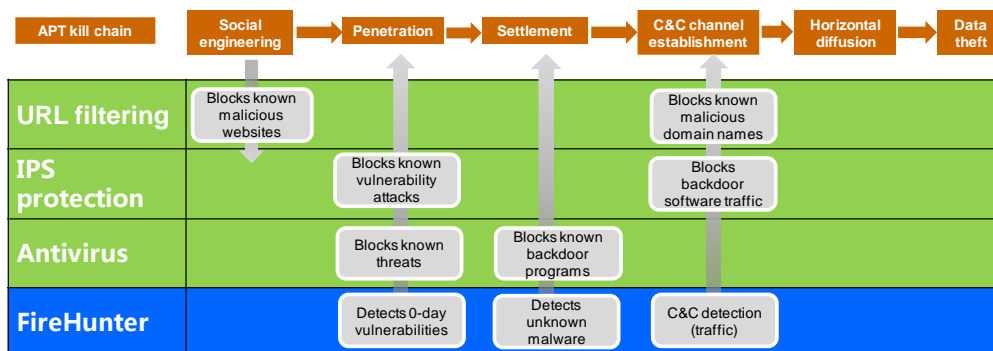 APT kill chain
Social
engineering
Penetration
Settlement
C&C channel
establishment
Horizontal
diffusion
Data
theft
URL filtering
Blocks known
malicious
websites
Blocks known
malicious
domain names
IPS
protection
Blocks known
vulnerability
attacks
Blocks
backdoor
software traffic
Antivirus
Blocks known
threats
Blocks known
backdoor
programs
FireHunter
Detects 0-day
vulnerabilities
Detects
unknown
malware
C&C detection
(traffic)